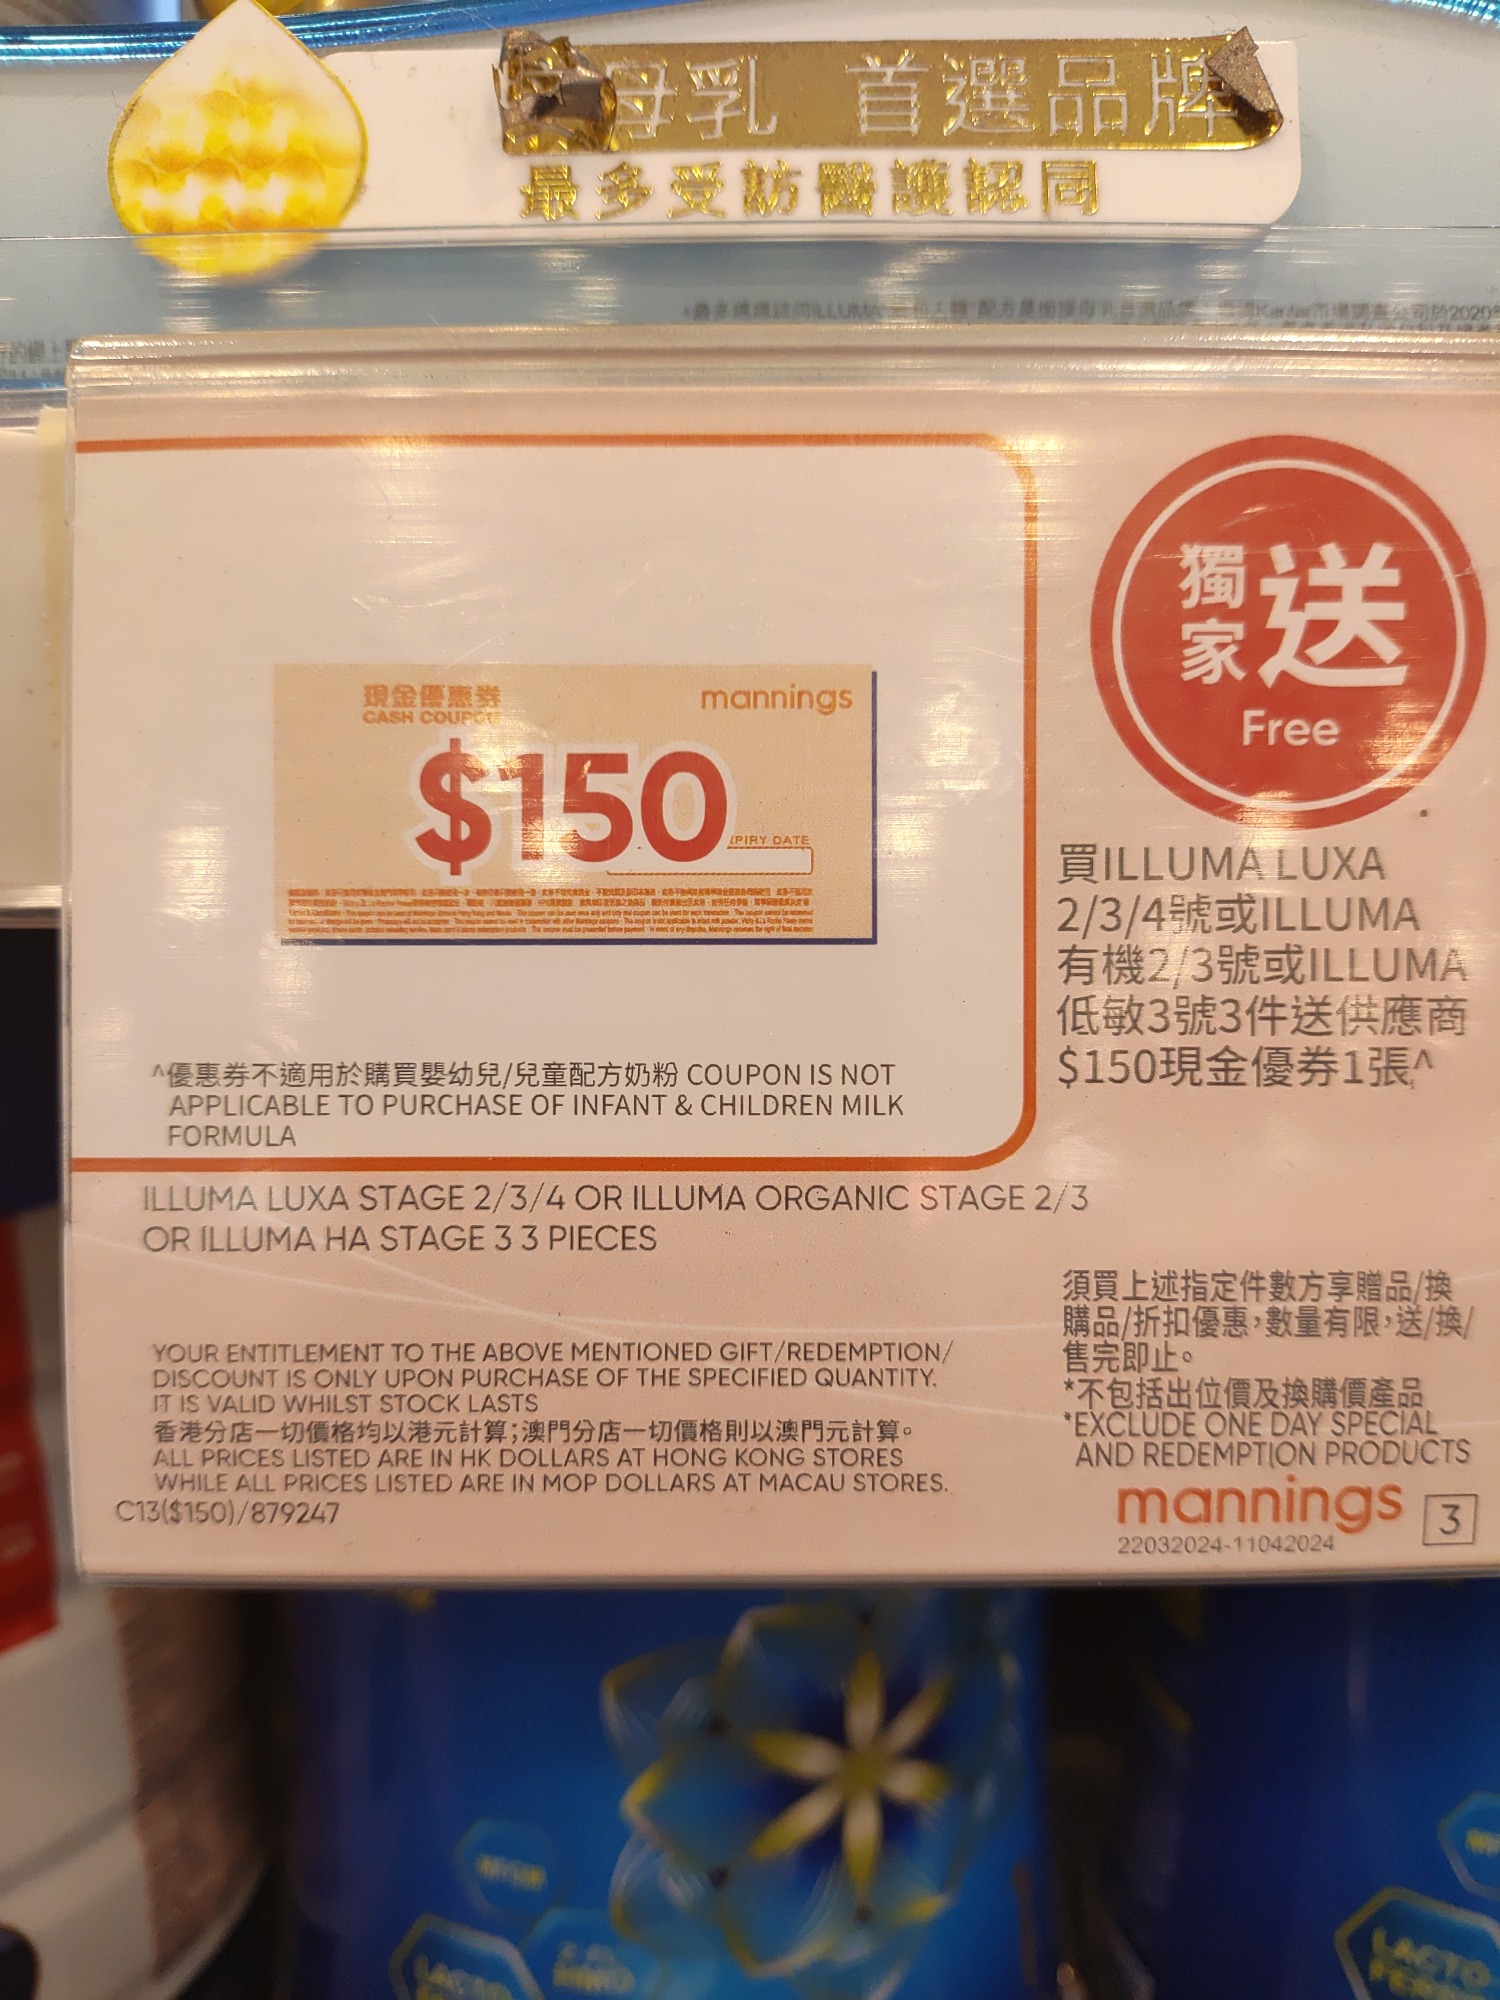 母乳 首選品牌
最多受訪醫護認同
現金優惠券
CASH COUPON
mannings
$150
PIRY DATE
獨家送
Free
買ILLUMA LUXA
2/3/4號或ILLUMA
有機2/3號或ILLUMA
低敏3號3件送供應商
$150現金優券1張^
^優惠券不適用於購買嬰幼兒/兒童配方奶粉 COUPON IS NOT
APPLICABLE TO PURCHASE OF INFANT & CHILDREN MILK
FORMULA
ILLUMA LUXA STAGE 2/3/4 OR ILLUMA ORGANIC STAGE 2/3
OR ILLUMA HA STAGE 3 3 PIECES
YOUR ENTITLEMENT TO THE ABOVE MENTIONED GIFT/REDEMPTION/
DISCOUNT IS ONLY UPON PURCHASE OF THE SPECIFIED QUANTITY.
IT IS VALID WHILST STOCK LASTS
香港分店一切價格均以港元計算;澳門分店一切價格則以澳門元計算。
ALL PRICES LISTED ARE IN HK DOLLARS AT HONG KONG STORES
WHILE ALL PRICES LISTED ARE IN MOP DOLLARS AT MACAU STORES.
C13($150)/879247
須買上述指定件數方享贈品/換
購品/折扣優惠,數量有限,送/換/
售完即止。
*不包括出位價及換購價產品
*EXCLUDE ONE DAY SPECIAL
AND REDEMPTION PRODUCTS
mannings 3
22032024-11042024
LACTO
LACTO